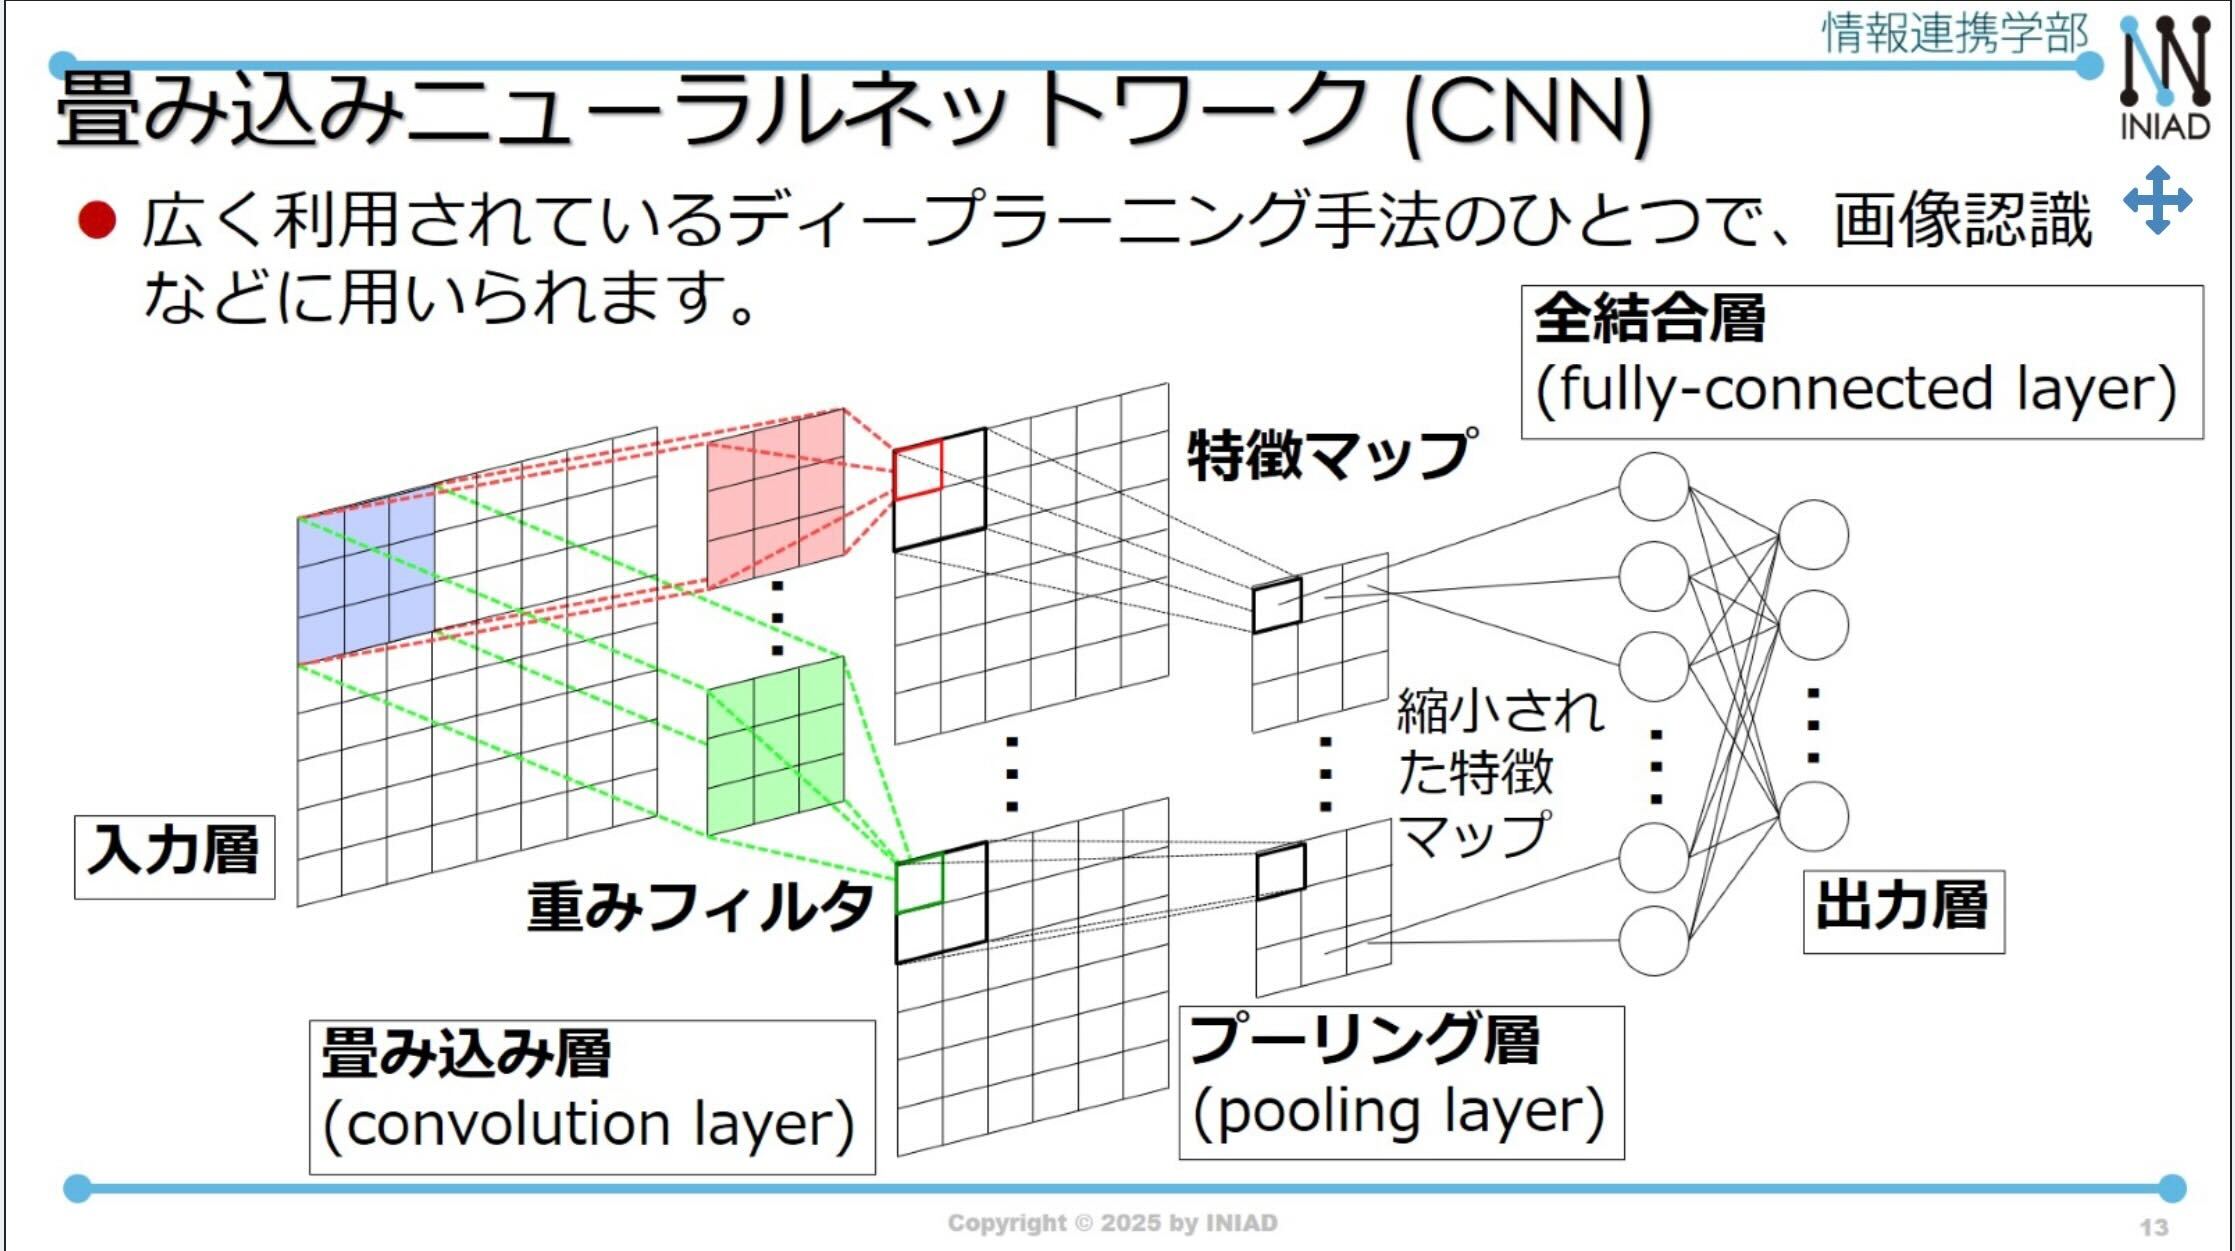 情報連携学部
INIAD
畳み込みニューラルネットワーク (CNN)
広く利用されているディープラーニング手法のひとつで、画像認識
などに用いられます。
全結合層
(fully-connected layer)
特徴マップ
縮小され
た特徴
マップ
入力層
重みフィルタ
出力層
畳み込み層
(convolution layer)
プーリング層
(pooling layer)
Copyright © 2025 by INIAD
13